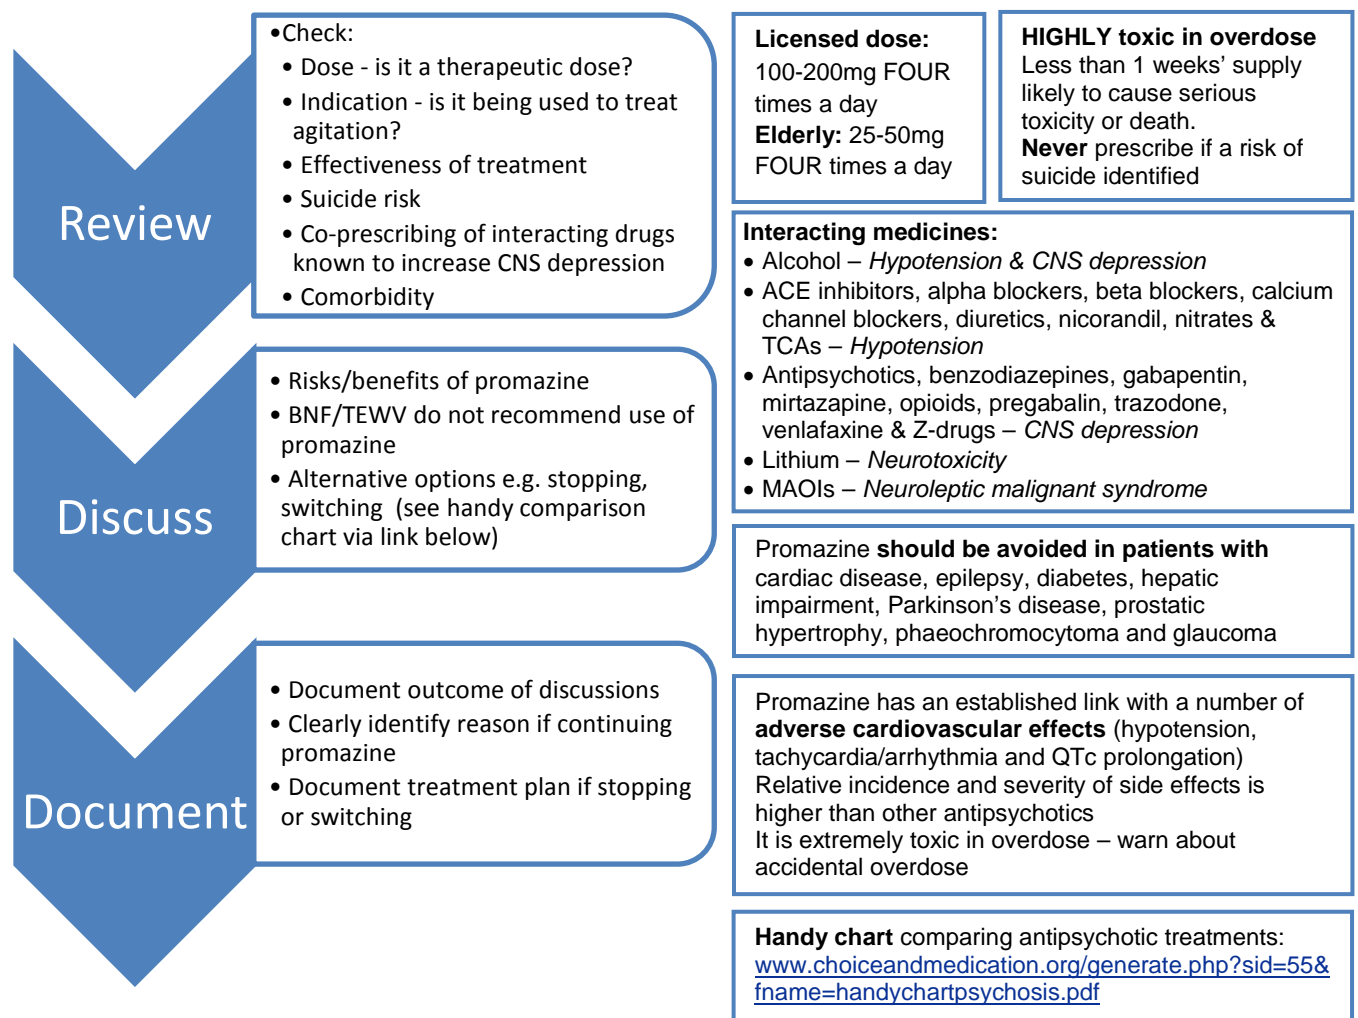 Review
•Check:
• Dose - is it a therapeutic dose?
• Indication - is it being used to treat
agitation?
• Effectiveness of treatment
• Suicide risk
• Co-prescribing of interacting drugs
known to increase CNS depression
• Comorbidity
Discuss
• Risks/benefits of promazine
• BNF/TEWV do not recommend use of
promazine
• Alternative options e.g. stopping,
switching (see handy comparison
chart via link below)
Document
• Document outcome of discussions
• Clearly identify reason if continuing
promazine
• Document treatment plan if stopping
or switching
Licensed dose:
100-200mg FOUR
times a day
Elderly: 25-50mg
FOUR times a day
HIGHLY toxic in overdose
Less than 1 weeks’ supply
likely to cause serious
toxicity or death.
Never prescribe if a risk of
suicide identified
Interacting medicines:
• Alcohol – Hypotension & CNS depression
• ACE inhibitors, alpha blockers, beta blockers, calcium
channel blockers, diuretics, nicorandil, nitrates &
TCAs – Hypotension
• Antipsychotics, benzodiazepines, gabapentin,
mirtazapine, opioids, pregabalin, trazodone,
venlafaxine & Z-drugs – CNS depression
• Lithium – Neurotoxicity
• MAOIs – Neuroleptic malignant syndrome
Promazine should be avoided in patients with
cardiac disease, epilepsy, diabetes, hepatic
impairment, Parkinson’s disease, prostatic
hypertrophy, phaeochromocytoma and glaucoma
Promazine has an established link with a number of
adverse cardiovascular effects (hypotension,
tachycardia/arrhythmia and QTc prolongation)
Relative incidence and severity of side effects is
higher than other antipsychotics
It is extremely toxic in overdose – warn about
accidental overdose
Handy chart comparing antipsychotic treatments:
www.choiceandmedication.org/generate.php?sid=55&
fname=handychartpsychosis.pdf